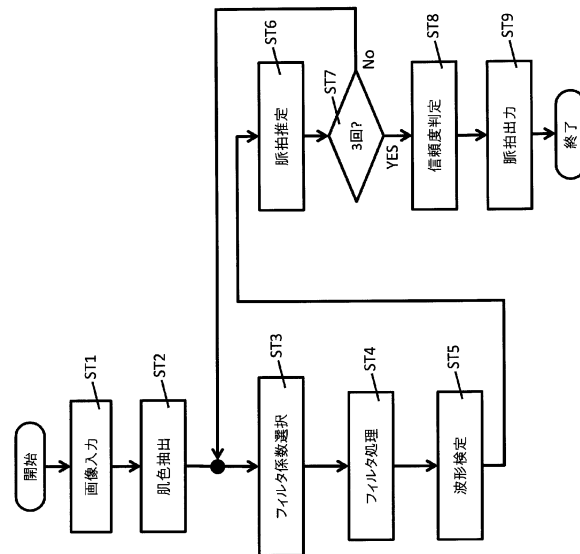 開始
ST1
画像入力
ST2
肌色抽出
ST3
フィルタ係数選択
ST4
フィルタ処理
ST5
波形検定
ST6
脈拍推定
ST7
3回?
No
YES
ST8
信頼度判定
ST9
脈拍出力
終了